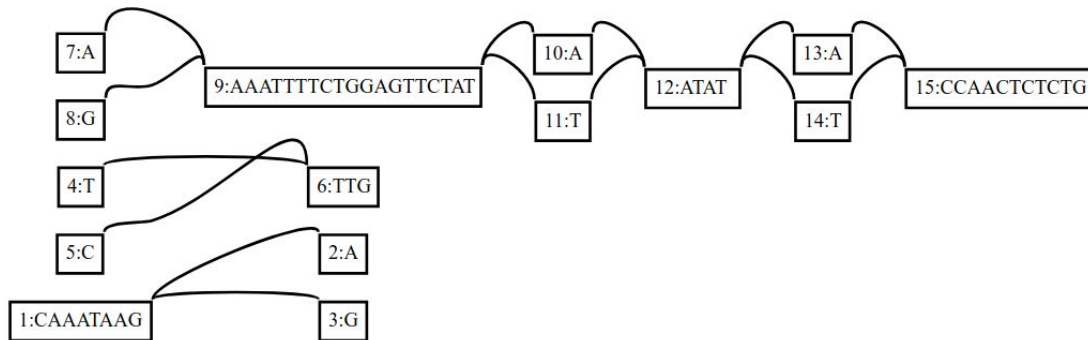 7:A
8:G
9:AAATTTTCTGGAGTTCTAT
10:A
11:T
12:ATAT
13:A
14:T
15:CCAACTCTCTG
4:T
5:C
6:TTG
2:A
1:CAAATAAG
3:G